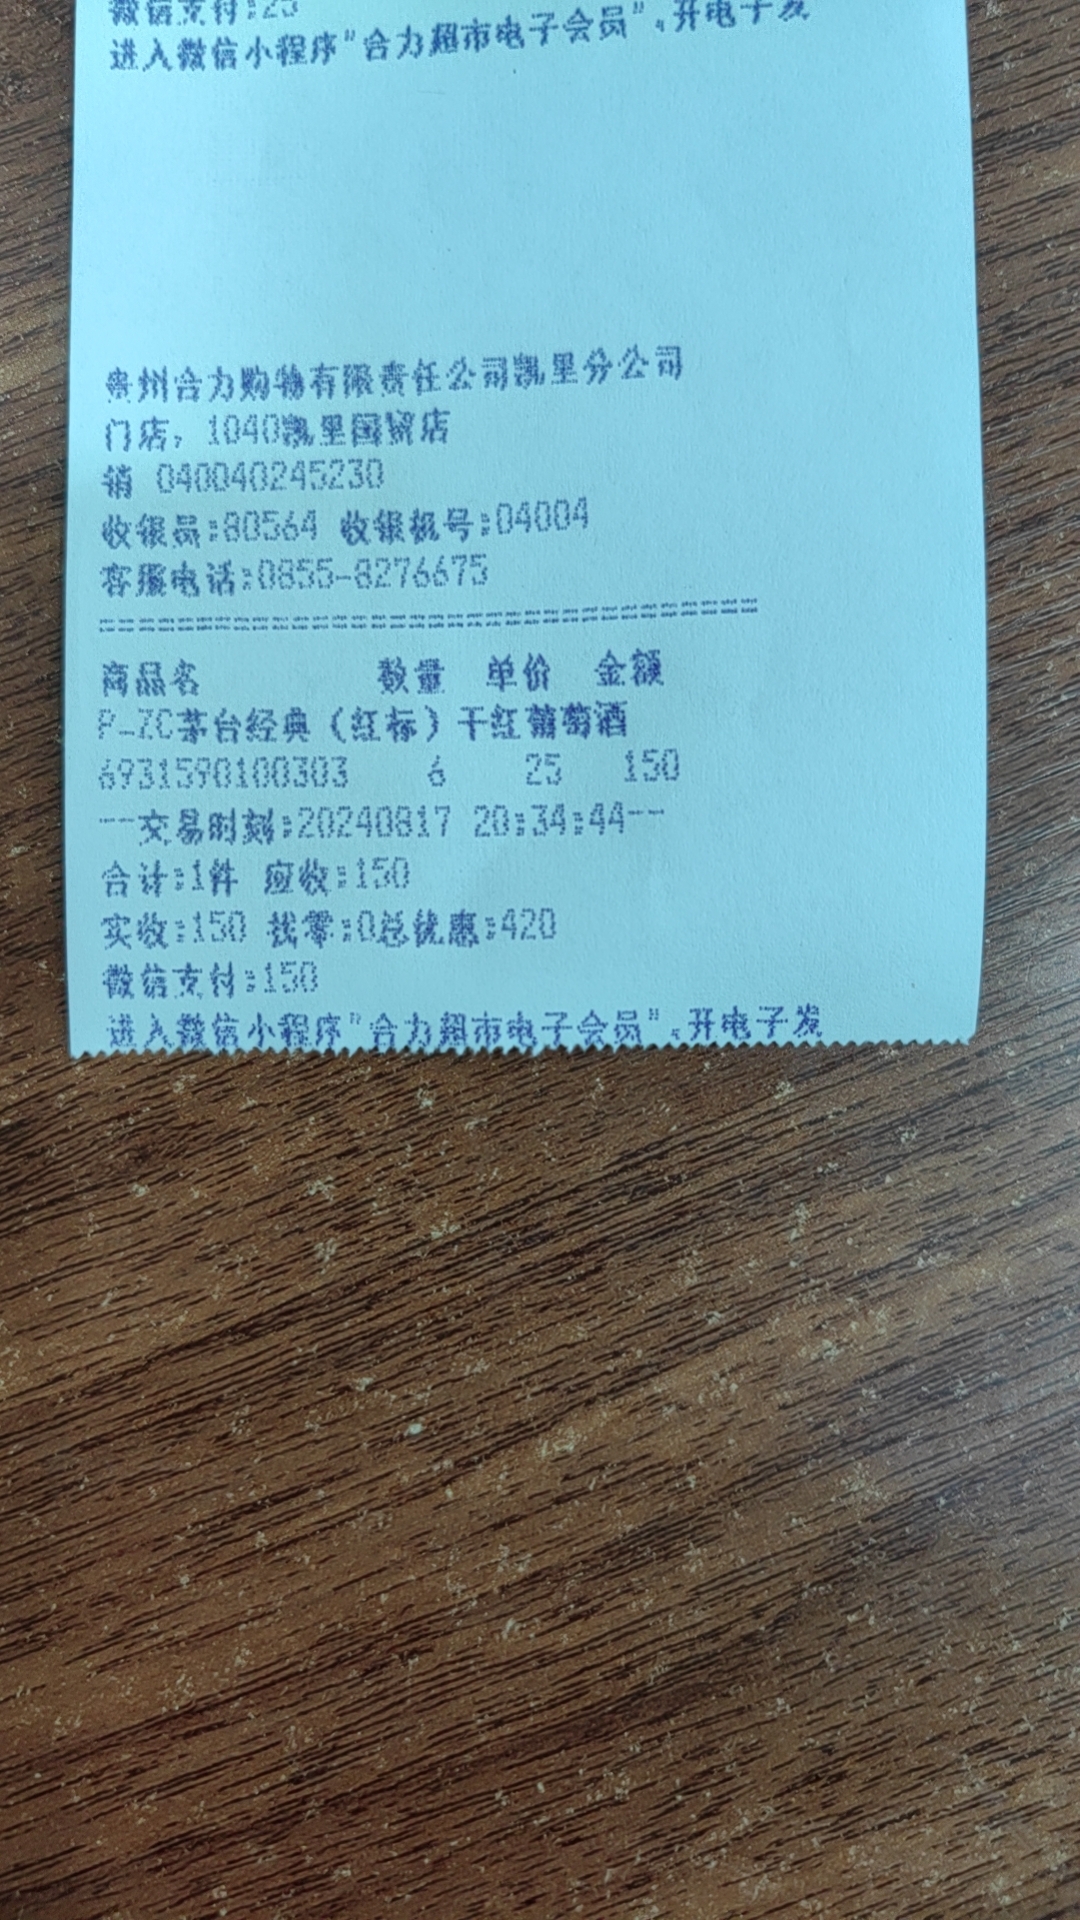 微信支付:25
进入微信小程序"合力超市电子会员",开电子发
贵州合力购物有限责任公司凯里分公司
门店, 1040凯里国贸店
销 040040245230
收银员:80564 收银机号:04004
客服电话:0855-8276675
商品名 数量 单价 金额
P-ZC茅台经典（红标）干红葡萄酒
6931590100303 6 25 150
--交易时刻:20240817 20:34:44--
合计:1件 应收:150
实收:150 找零:0总优惠:420
微信支付:150
进入微信小程序"合力超市电子会员",开电子发